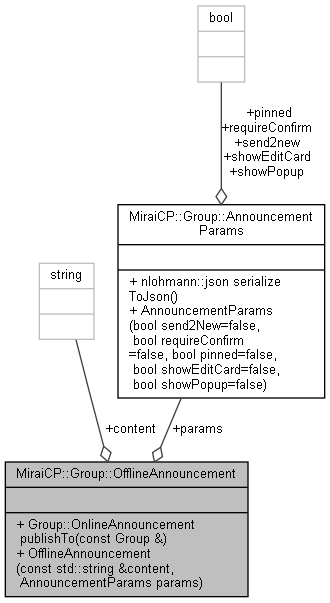 bool
+pinned
+requireConfirm
+send2new
+showEditCard
+showPopup
MiraiCP::Group::Announcement
Params
+ nlohmann::json serialize
ToJson()
+ AnnouncementParams
(bool send2New=false,
bool requireConfirm
=false, bool pinned=false,
bool showEditCard=false,
bool showPopup=false)
string
+content
+params
MiraiCP::Group::OfflineAnnouncement
+ Group::OnlineAnnouncement
publishTo(const Group &)
+ OfflineAnnouncement
(const std::string &content,
AnnouncementParams params)